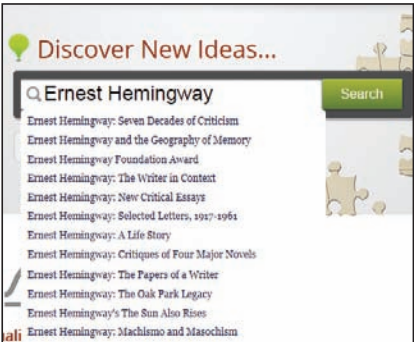 Discover New Ideas...
Ernest Hemingway
Search
Ernest Hemingway: Seven Decades of Criticism
Ernest Hemingway and the Geography of Memory
Ernest Hemingway Foundation Award
Ernest Hemingway: The Writer in Context
Ernest Hemingway: New Critical Essays
Ernest Hemingway: Selected Letters, 1917-1961
Ernest Hemingway: A Life Story
Ernest Hemingway: Critiques of Four Major Novels
Ernest Hemingway: The Papers of a Writer
Ernest Hemingway: The Oak Park Legacy
Ernest Hemingway's The Sun Also Rises
Ernest Hemingway: Machismo and Masochism